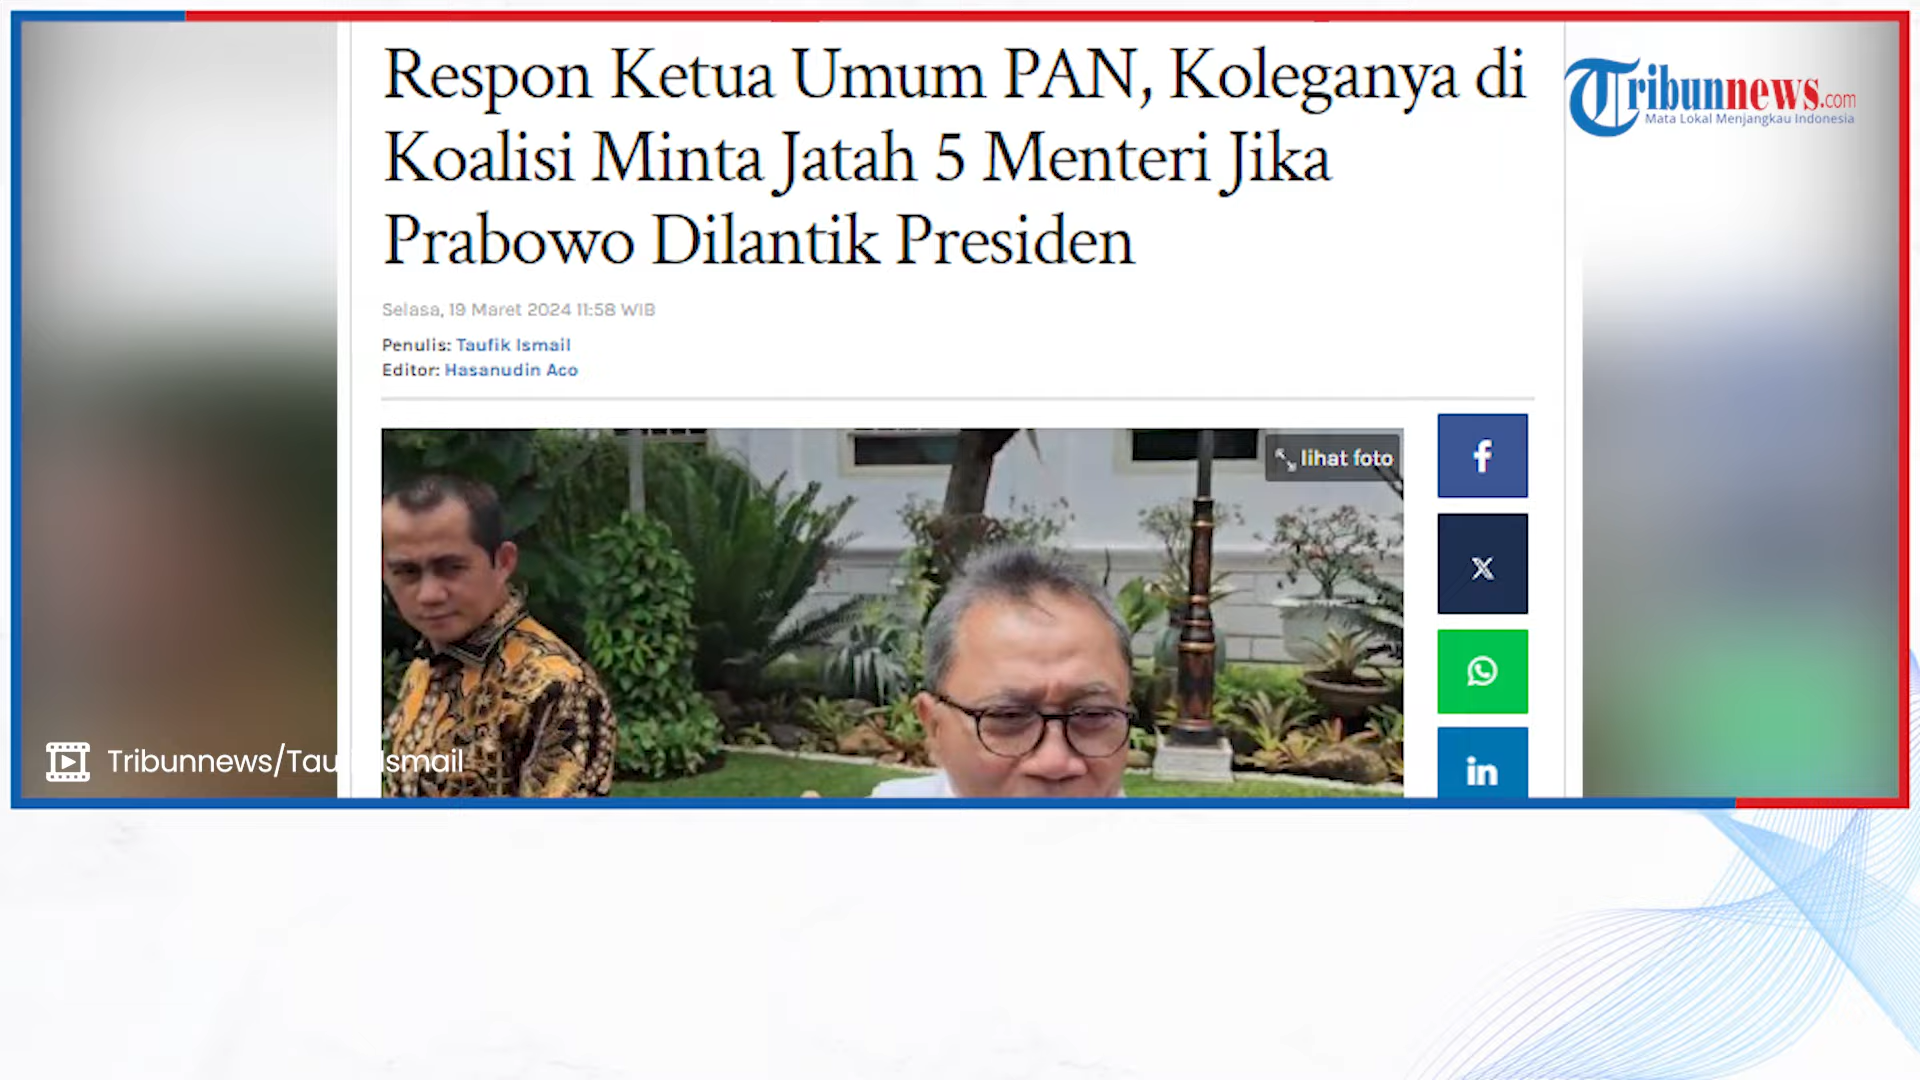 Respon Ketua Umum PAN, Koleganya di
Koalisi Minta Jatah 5 Menteri Jika
Prabowo Dilantik Presiden
Tribunnews.com
Mata Lokal Menjangkau Indonesia
Selasa, 19 Maret 2024 11:58 WIB
Penulis: Taufik Ismail
Editor: Hasanudin Aco
lihat foto
f
X
in
Tribunnews/Tau Ismail